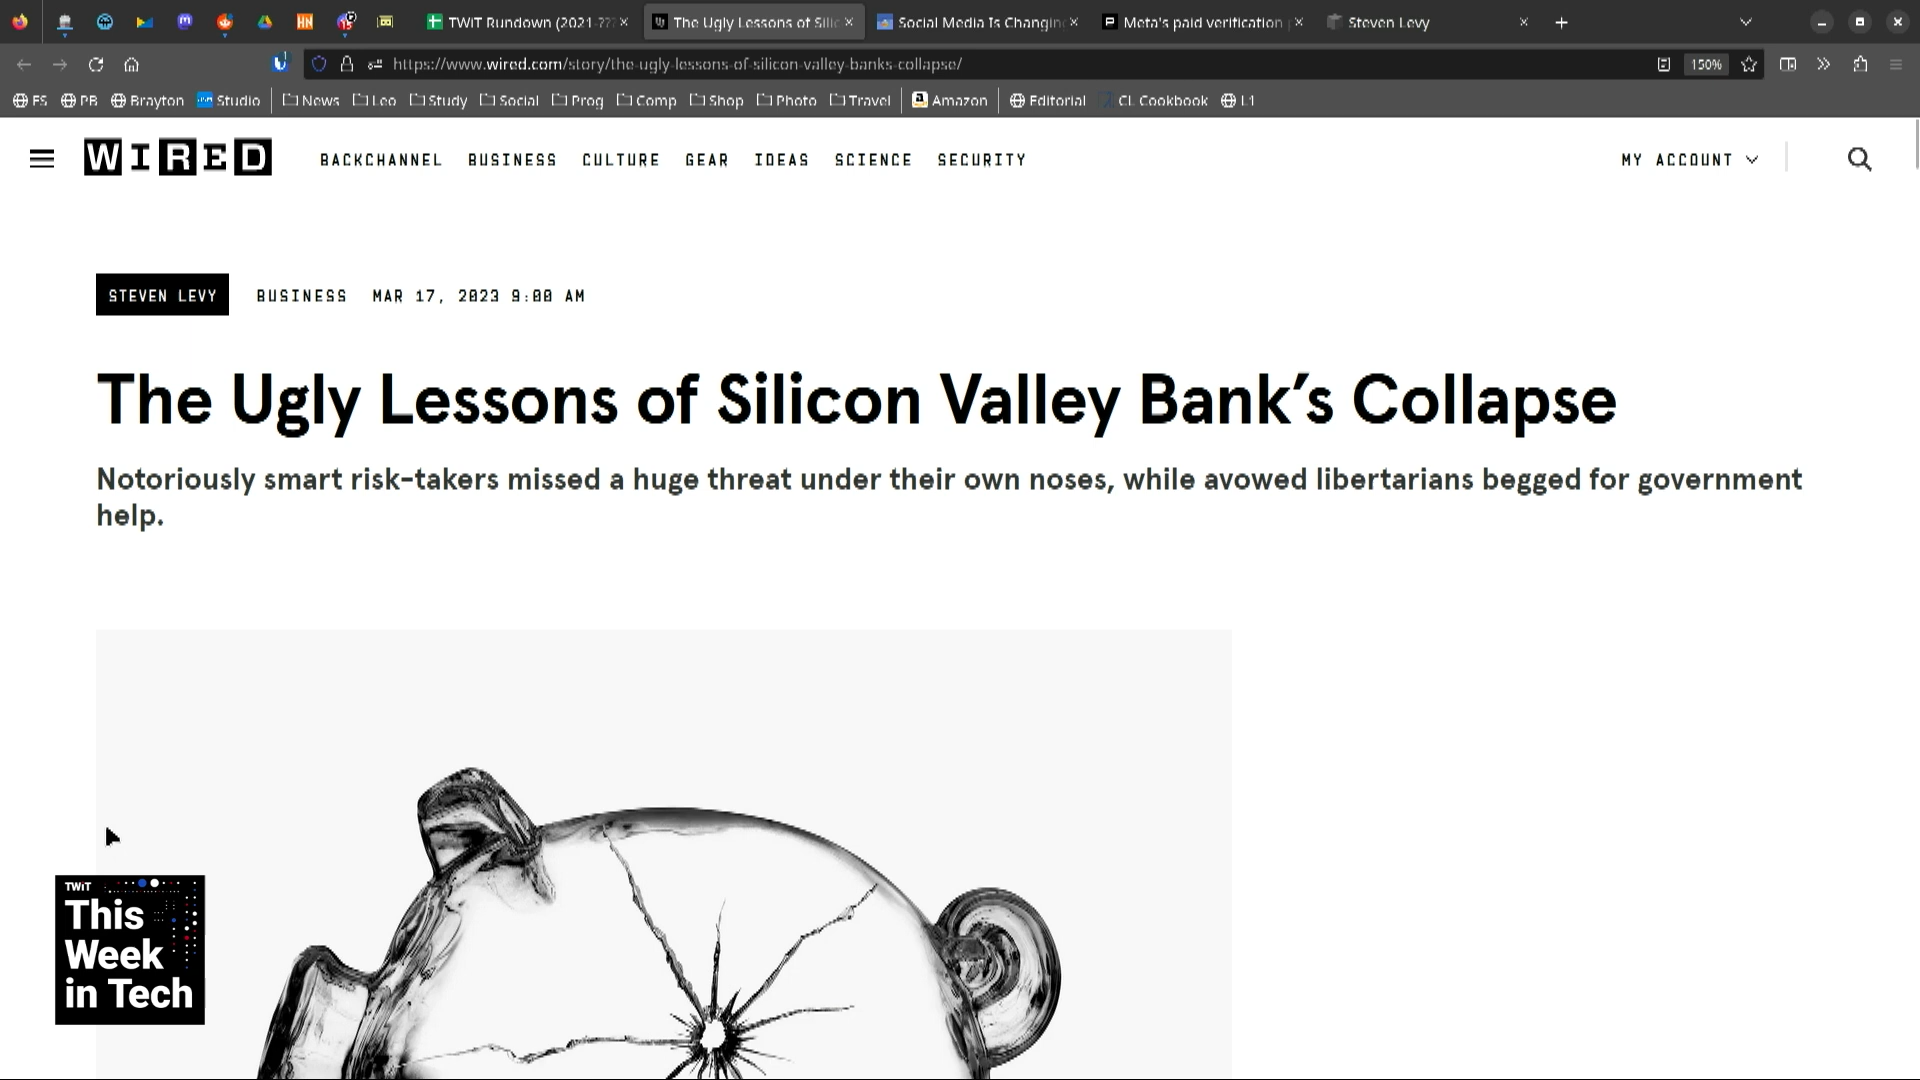 TWiT Rundown (2021-???
The Ugly Lessons of Silic
Social Media Is Changing
Meta's paid verification
Steven Levy
https://www.wired.com/story/the-ugly-lessons-of-silicon-valley-banks-collapse/
150%
FS PB Brayton Studio News Leo Study Social Prog Comp Shop Photo Travel Amazon Editorial CL Cookbook L1
WIRED
BACKCHANNEL BUSINESS CULTURE GEAR IDEAS SCIENCE SECURITY
MY ACCOUNT
STEVEN LEVY BUSINESS MAR 17, 2023 9:00 AM
The Ugly Lessons of Silicon Valley Bank’s Collapse
Notoriously smart risk-takers missed a huge threat under their own noses, while avowed libertarians begged for government
help.
TWiT
This
Week
in Tech